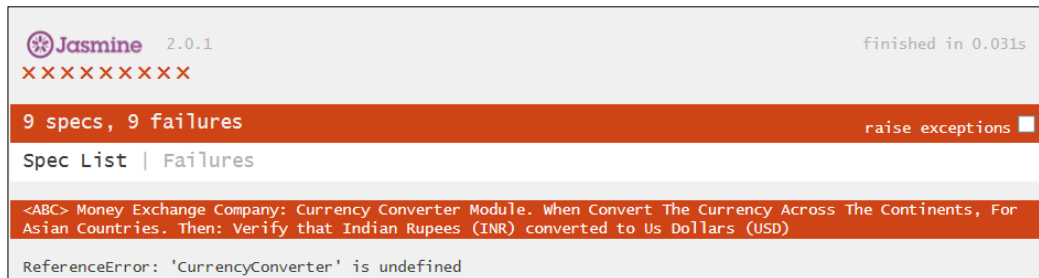 Jasmine 2.0.1 finished in 0.031s
×××××××××
9 specs, 9 failures raise exceptions
Spec List | Failures
<ABC> Money Exchange Company: Currency Converter Module. When Convert The Currency Across The Continents, For
Asian Countries. Then: Verify that Indian Rupees (INR) converted to Us Dollars (USD)
ReferenceError: 'CurrencyConverter' is undefined